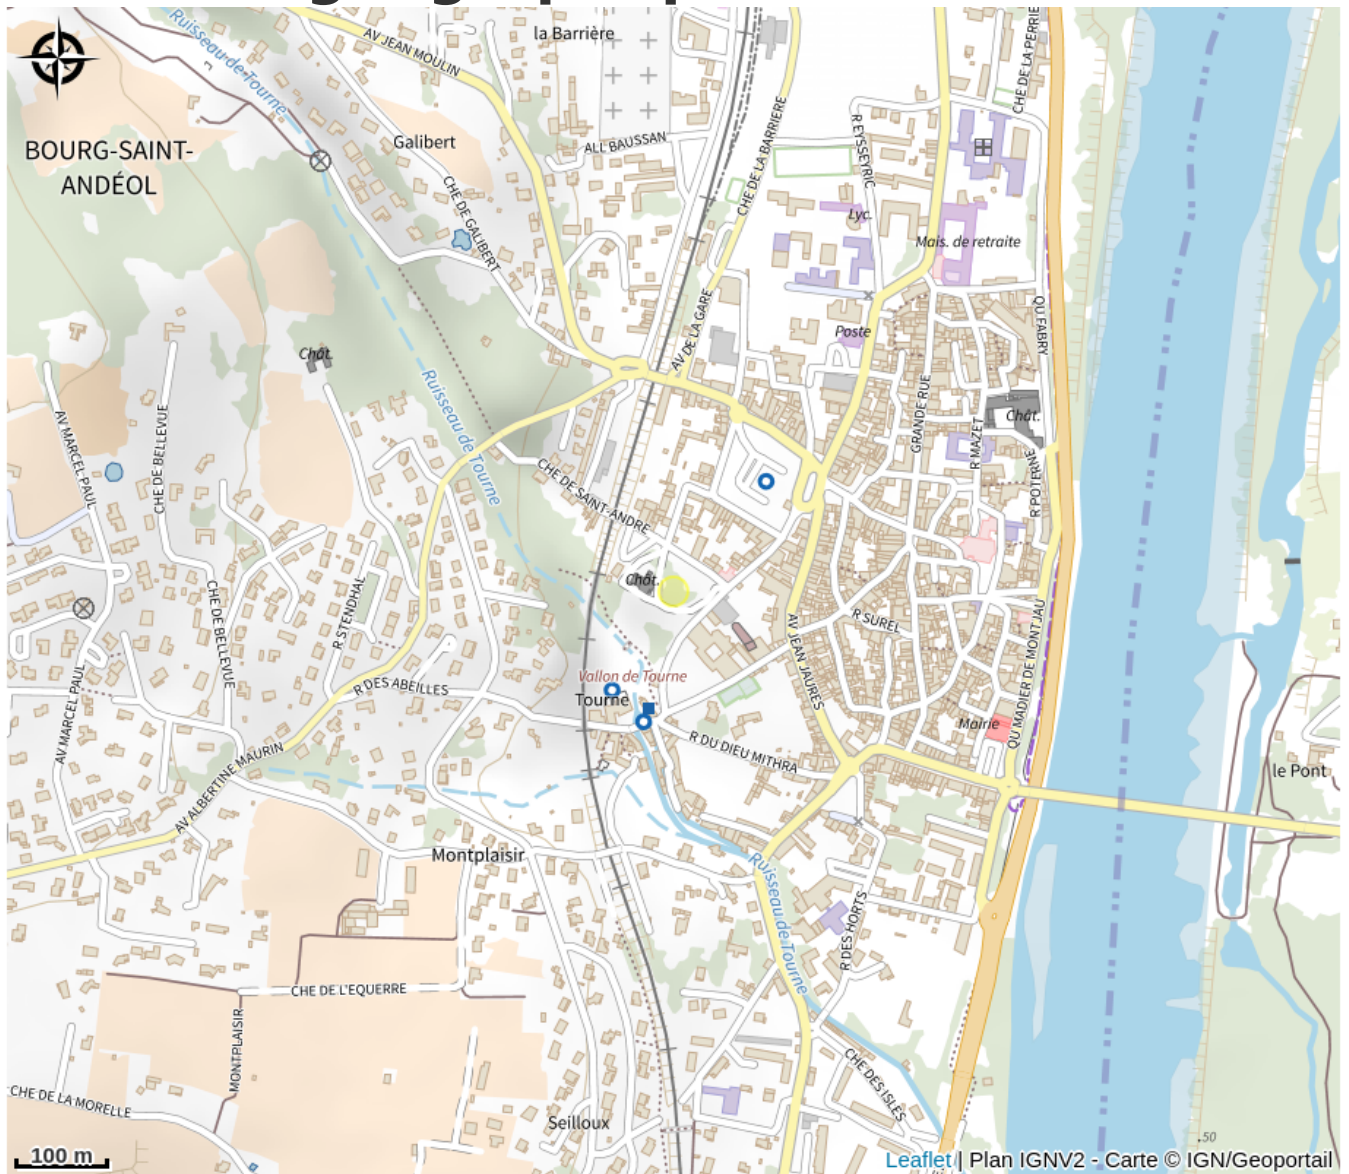 la Barrière
AV JEAN MOULIN
Ruisseau de Tourne
CHE DE LA PERRIE
Galibert
ALL BAUSSAN
CHE DE LA BARRIERE
R EYSSEYRIC
BOURG-SAINT-
ANDÉOL
CHE DE GALIBERT
Lyc.
Mais. de retraite
AV DE LA GARE
QU FABRY
Poste
Chât.
Ruisseau de Tourne
GRANDE RUE
Chât.
R MAZET
AV MARCEL PAUL
CHE DE BELLEVUE
R POTERNE
CHE DE SAINT-ANDRE
Chât.
CHE DE BELLEVUE
R STENDHAL
R SUREL
AV JEAN JAURES
QU MADIER DE MONTJAU
Vallon de Tourne
R DES ABEILLES
Tourne
AV MARCEL PAUL
R DU DIEU MITHRA
Mairie
le Pont
AV ALBERTINE MAURIN
Montplaisir
Ruisseau de Tourne
R DES HORTS
CHE DE L'EQUERRE
MONTPLAISIR
CHE DE LA MORELLE
CHE DES ISLES
Seilloux
50
100 m
Leaflet | Plan IGNV2 - Carte © IGN/Geoportail